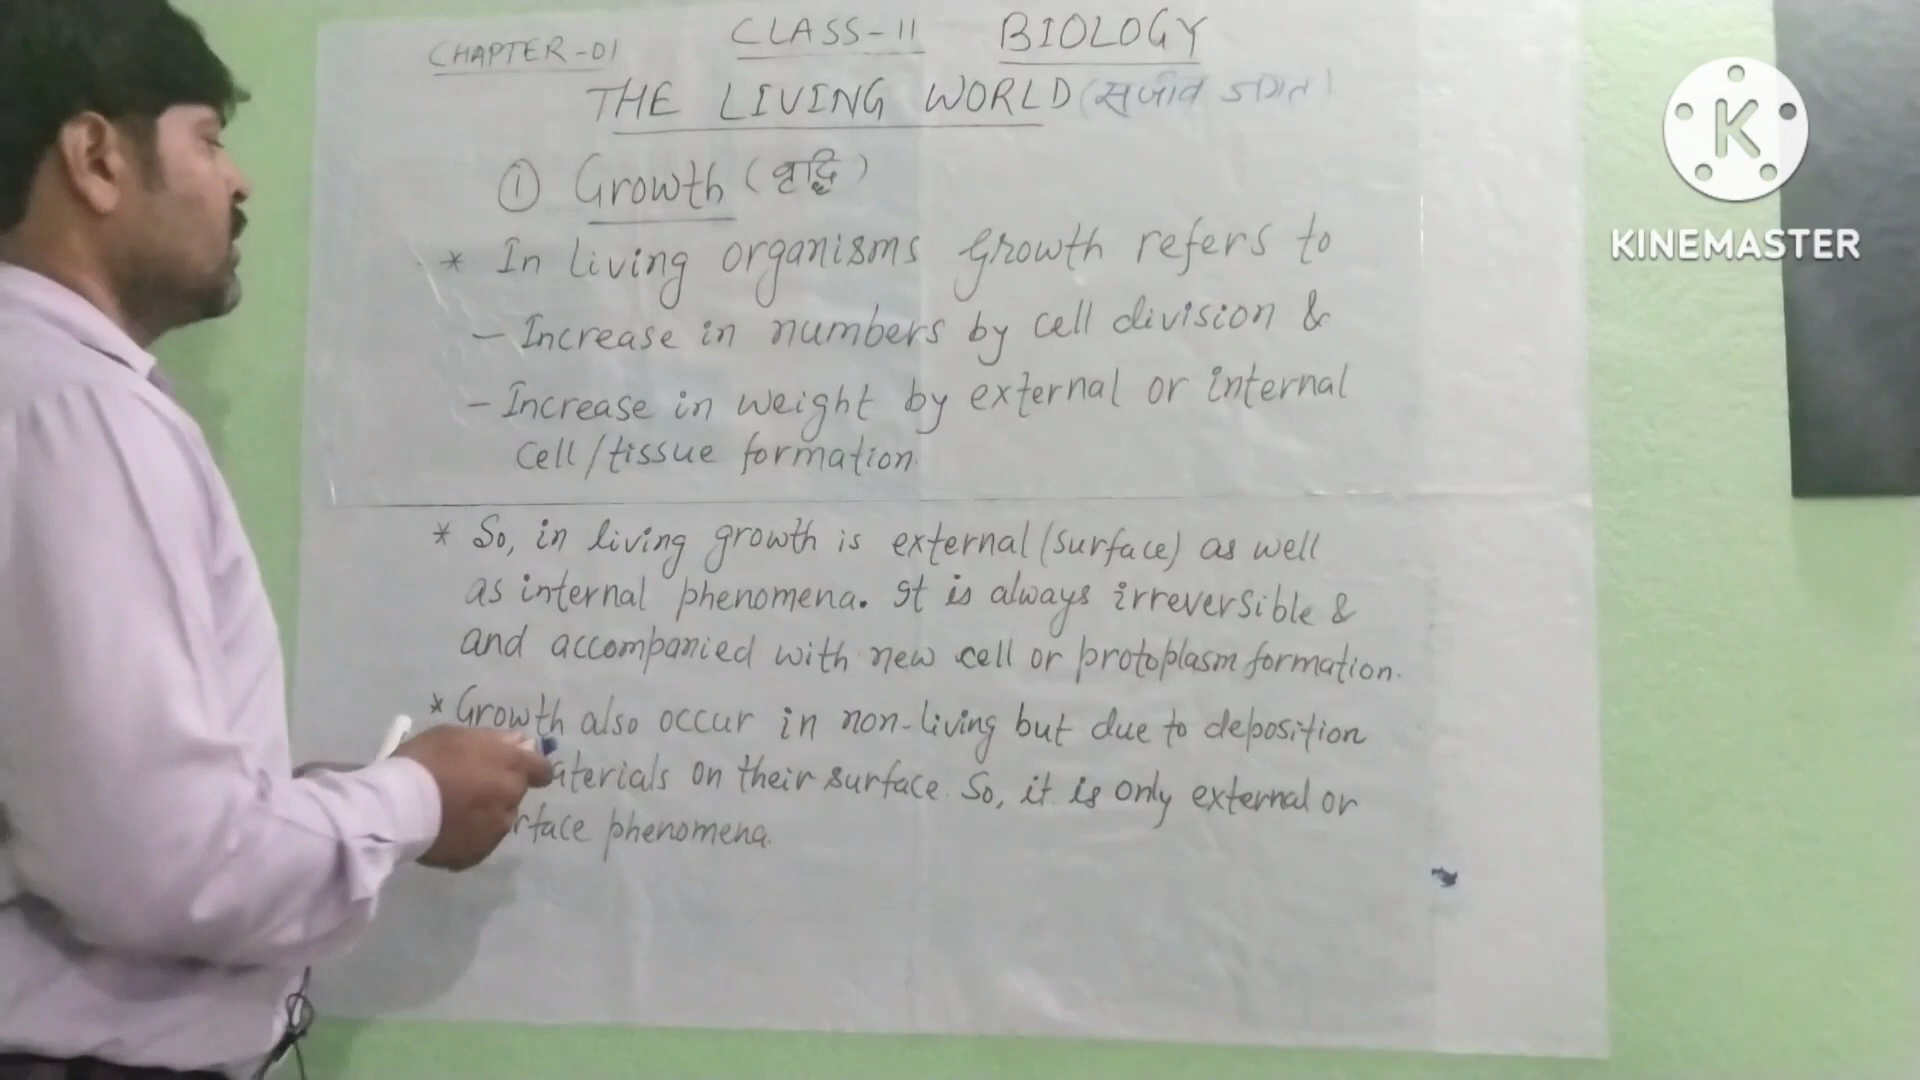 CHAPTER-01 CLASS-11 BIOLOGY
THE LIVING WORLD (सजीव जगत)
① Growth (वृद्धि)
* In living organisms Growth refers to
- Increase in numbers by cell division &
- Increase in weight by external or internal
cell/tissue formation.
* So, in living growth is external (surface) as well
as internal phenomena. It is always irreversible &
and accompanied with new cell or protoplasm formation.
* Growth also occur in non-living but due to deposition
aterials on their surface. So, it is only external or
rface phenomena.
K
KINEMASTER